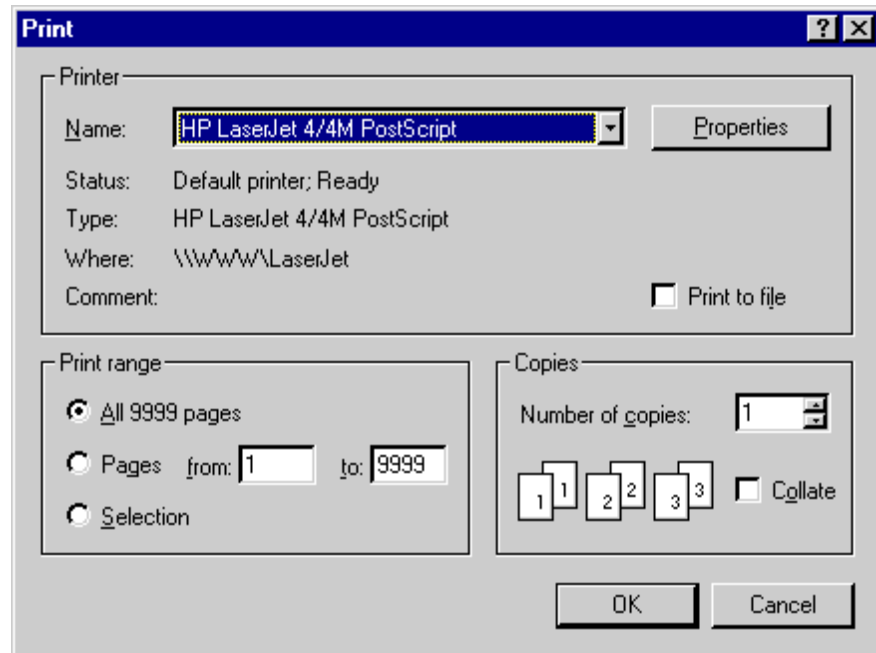 Print
Printer
Name: HP LaserJet 4/4M PostScript Properties
Status: Default printer; Ready
Type: HP LaserJet 4/4M PostScript
Where: \\WWW\LaserJet
Comment: Print to file
Print range
All 9999 pages
Pages from: 1 to: 9999
Selection
Copies
Number of copies: 1
1 1 2 2 3 3 Collate
OK Cancel